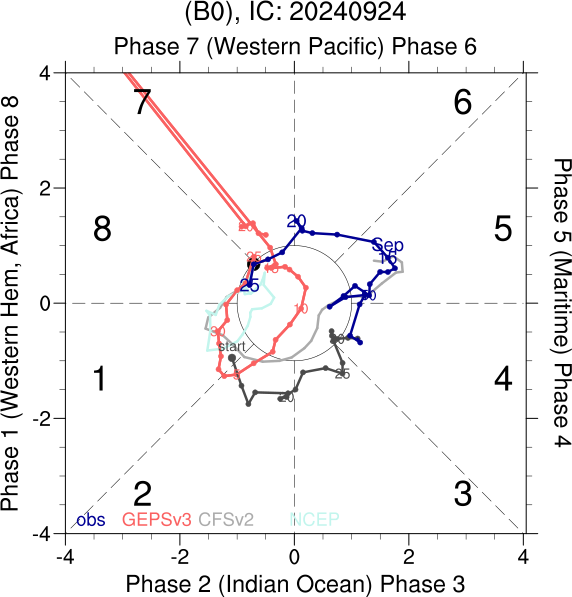 (B0), IC: 20240924
Phase 7 (Western Pacific) Phase 6
4
7
6
2
8
5
20
Sep
15
25
25
0
10
10
30
start
5
25
20
1
4
-2
2
3
obs GEPSv3 CFSv2 NCEP
-4
-4 -2 0 2 4
Phase 2 (Indian Ocean) Phase 3
Phase 1 (Western Hem, Africa) Phase 8
Phase 5 (Maritime) Phase 4